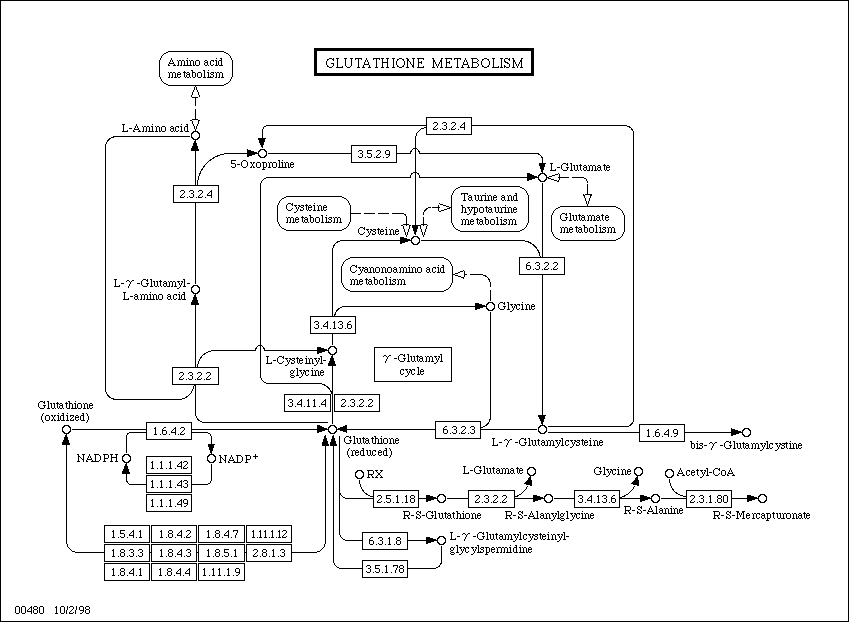 Amino acid
metabolism
GLUTATHIONE METABOLISM
L-Amino acid
2.3.2.4
5-Oxoproline
3.5.2.9
L-Glutamate
2.3.2.4
Cysteine
metabolism
Taurine and
hypotaurine
metabolism
Glutamate
metabolism
Cysteine
6.3.2.2
Cyanonoamino acid
metabolism
L-γ-Glutamyl-
L-amino acid
Glycine
3.4.13.6
L-Cysteinyl-
glycine
γ-Glutamyl
cycle
2.3.2.2
3.4.11.4
2.3.2.2
Glutathione
(oxidized)
1.6.4.2
Glutathione
(reduced)
6.3.2.3
L-γ-Glutamylcysteine
1.6.4.9
bis-γ-Glutamylcystine
NADPH
NADP+
1.1.1.42
1.1.1.43
1.1.1.49
RX
L-Glutamate
Glycine
Acetyl-CoA
2.5.1.18
2.3.2.2
3.4.13.6
2.3.1.80
R-S-Glutathione
R-S-Alanylglycine
R-S-Alanine
R-S-Mercapturonate
1.5.4.1 1.8.4.2 1.8.4.7 1.11.1.12
1.8.3.3 1.8.4.3 1.8.5.1 2.8.1.3
1.8.4.1 1.8.4.4 1.11.1.9
6.3.1.8
L-γ-Glutamylcysteinyl-
glycylspermidine
3.5.1.78
00480 10/2/98